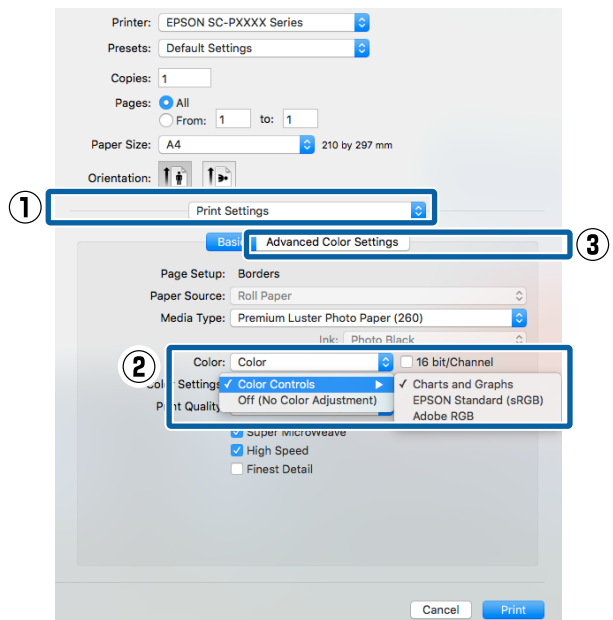 Printer: EPSON SC-PXXXX Series
Presets: Default Settings
Copies: 1
Pages: All
From: 1 to: 1
Paper Size: A4 210 by 297 mm
Orientation:
① Print Settings
Advanced Color Settings ③
Page Setup: Borders
Paper Source: Roll Paper
Media Type: Premium Luster Photo Paper (260)
Ink: Photo Black
② Color: Color 16 bit/Channel
Settings ✓ Color Controls ▶ ✓ Charts and Graphs
Off (No Color Adjustment) EPSON Standard (sRGB)
Adobe RGB
Print Quality
Super MicroWeave
High Speed
Finest Detail
Cancel Print